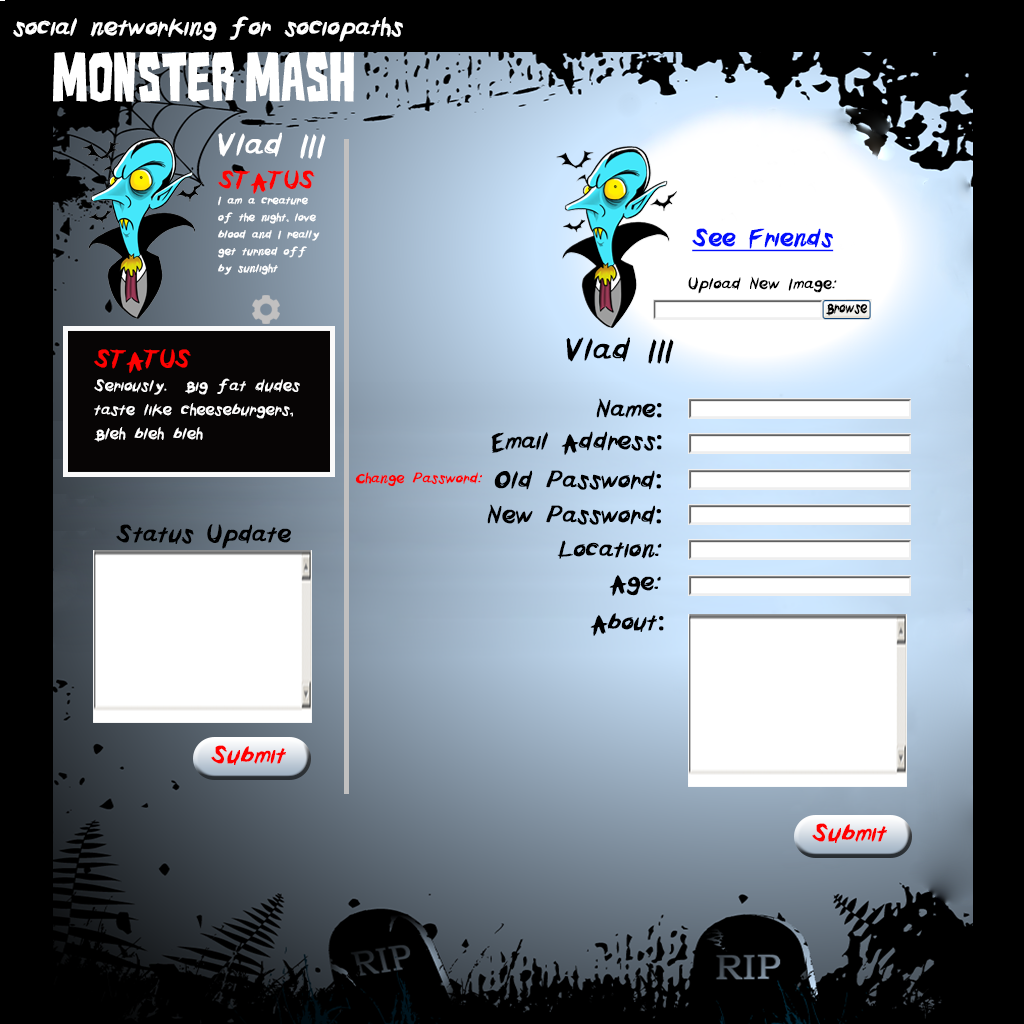 social networking for sociopaths
MONSTER MASH
Vlad III
STATUS
I am a creature
of the night, love
blood and I really
get turned off
by sunlight
STATUS
Seriously. Big fat dudes
taste like cheeseburgers,
Bleh bleh bleh
Status Update
Submit
See Friends
Upload New Image:
Browse
Vlad III
Name:
Email Address:
Change Password: Old Password:
New Password:
Location:
Age:
About:
Submit
RIP
RIP